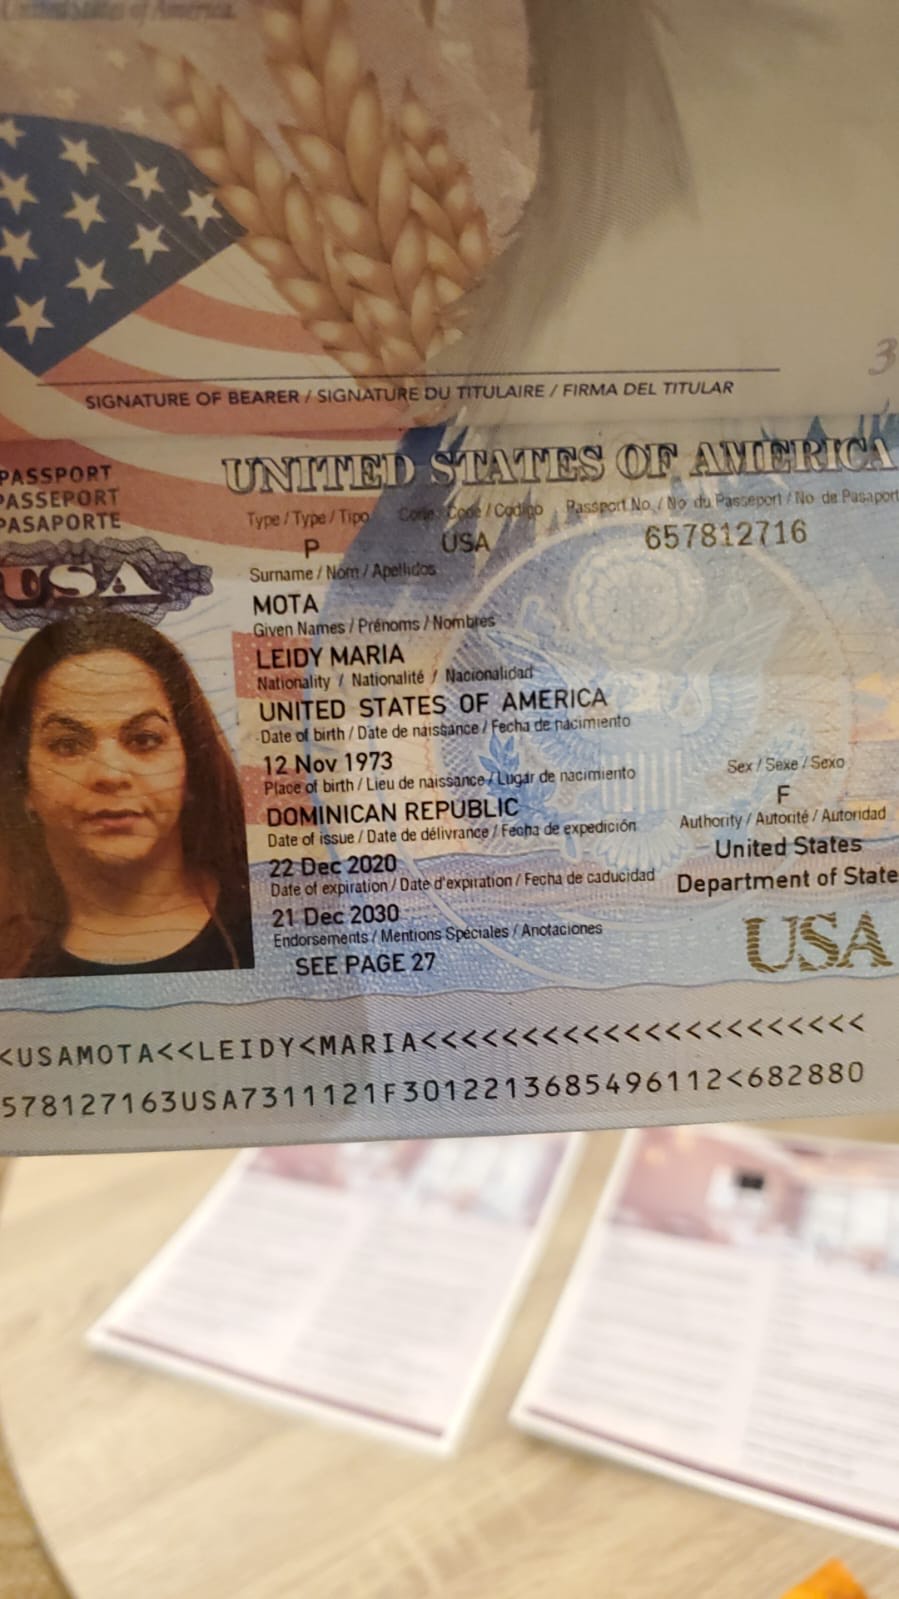 United States of America.
3
SIGNATURE OF BEARER / SIGNATURE DU TITULAIRE / FIRMA DEL TITULAR
PASSPORT
PASSEPORT
PASAPORTE
UNITED STATES OF AMERICA
Type / Type / Tipo Code / Code / Codigo Passport No. / No. du Passeport / No. de Pasaport
P USA 657812716
USA
Surname / Nom / Apellidos
MOTA
Given Names / Prénoms / Nombres
LEIDY MARIA
Nationality / Nationalité / Nacionalidad
UNITED STATES OF AMERICA
Date of birth / Date de naissance / Fecha de nacimiento
12 Nov 1973
Place of birth / Lieu de naissance / Lugar de nacimiento
Sex / Sexe / Sexo
DOMINICAN REPUBLIC
F
Date of issue / Date de délivrance / Fecha de expedición
Authority / Autorité / Autoridad
22 Dec 2020
United States
Date of expiration / Date d'expiration / Fecha de caducidad
Department of State
21 Dec 2030
Endorsements / Mentions Spéciales / Anotaciones
SEE PAGE 27
USA
<USAMOTA<<LEIDY<MARIA<<<<<<<<<<<<<<<<<<<<<<<
578127163USA7311121F3012213685496112<682880